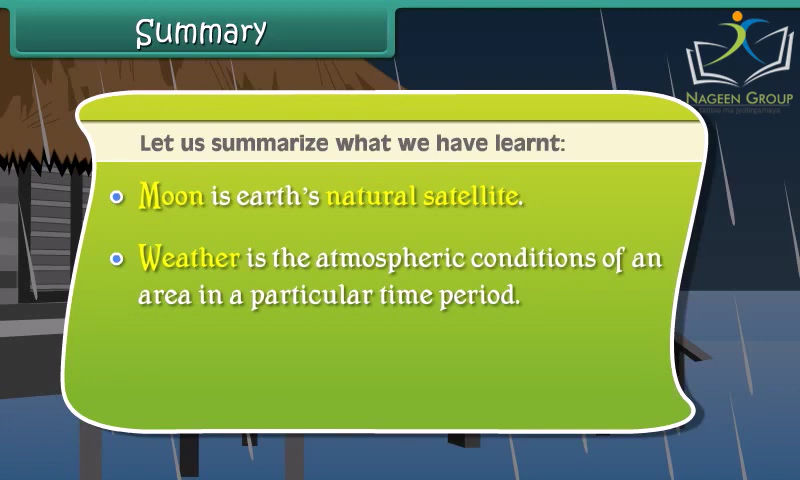 Summary
NAGEEN GROUP
Let us summarize what we have learnt:
Moon is earth's natural satellite.
Weather is the atmospheric conditions of an
area in a particular time period.